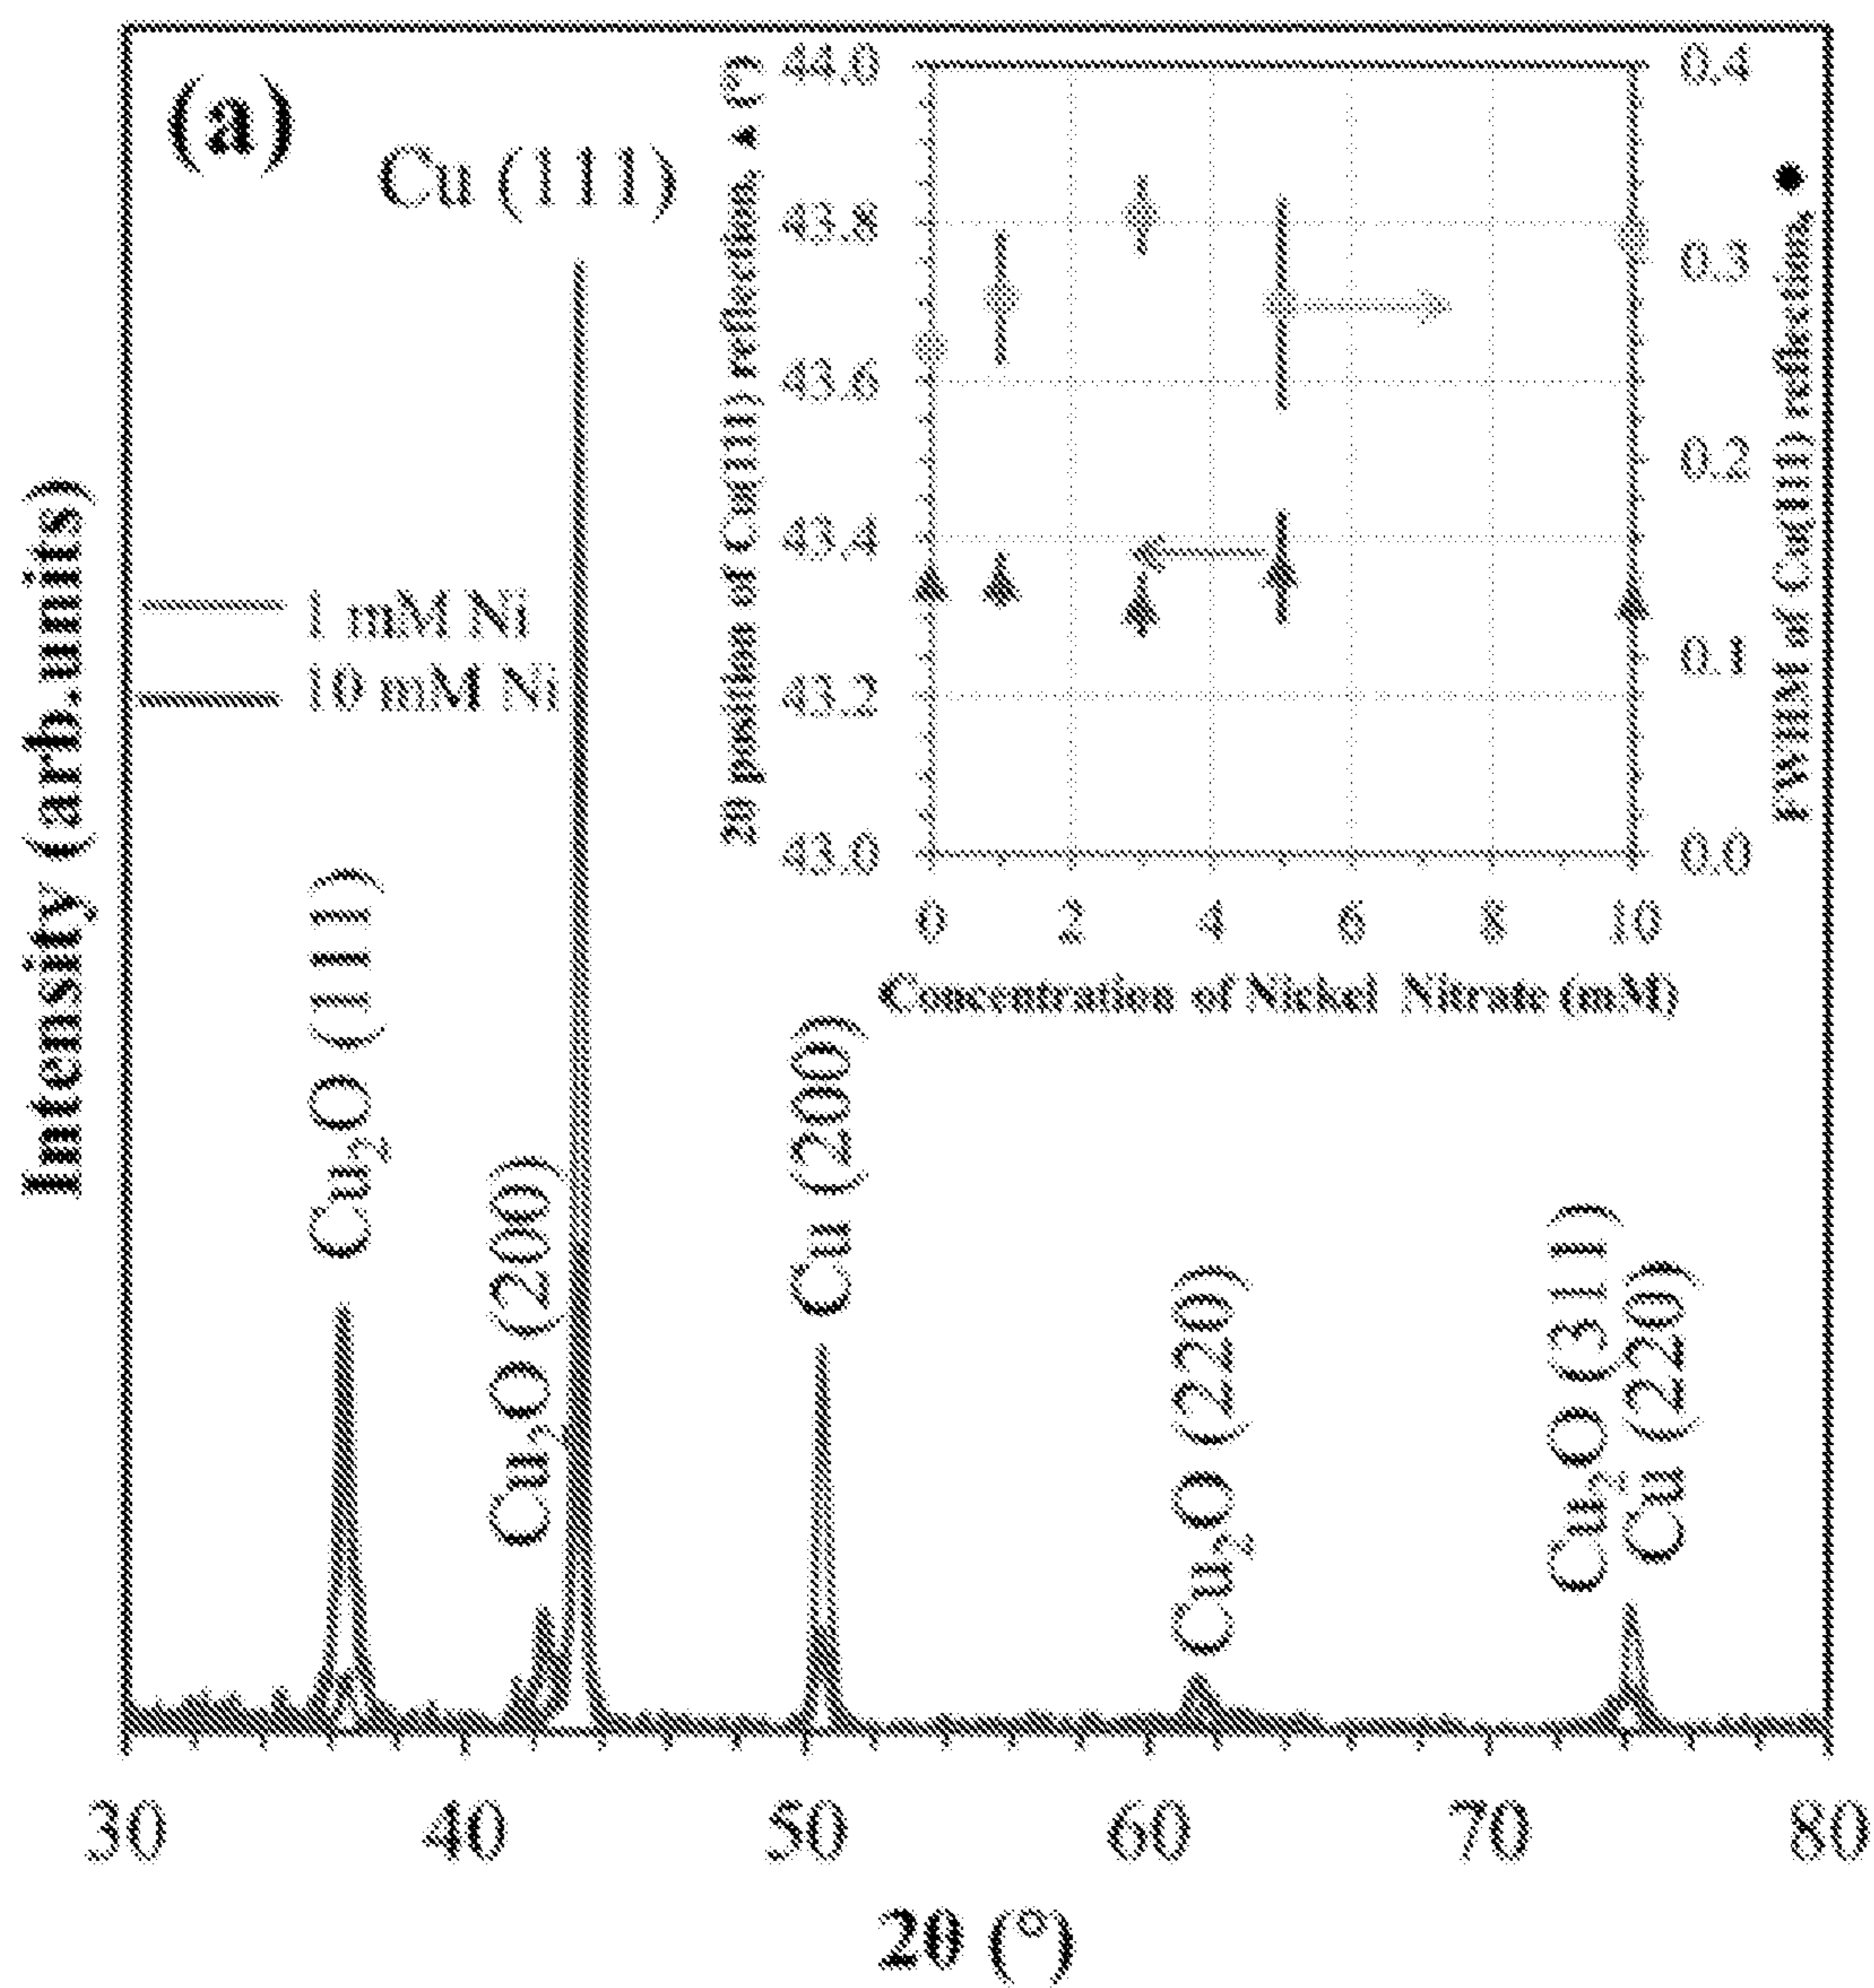 (a)
Cu (111)
Intensity (arb.units)
1 mM Ni
10 mM Ni
Cu₂O (111)
Cu₂O (200)
Cu (200)
Cu₂O (220)
Cu₂O (311)
Cu (220)
30 40 50 60 70 80
2θ (°)
2θ position of Cu(111) reflection, ▲ (°)
44.0
43.8
43.6
43.4
43.2
43.0
0.4
0.3
0.2
0.1
0.0
FWHM of Cu(111) reflection, ●
0 2 4 6 8 10
Concentration of Nickel Nitrate (mM)